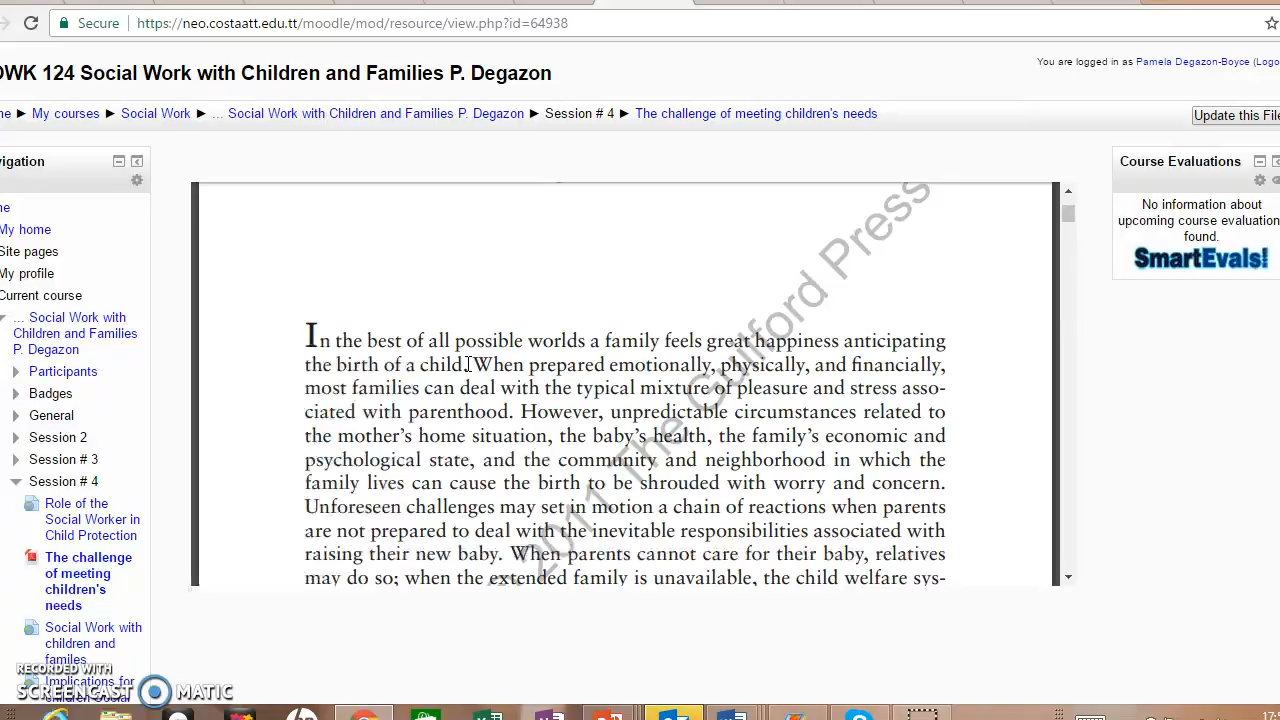 Secure https://neo.costaatt.edu.tt/moodle/mod/resource/view.php?id=64938
OWK 124 Social Work with Children and Families P. Degazon
You are logged in as Pamela Degazon-Boyce (Logo
My courses ► Social Work ► ... Social Work with Children and Families P. Degazon ► Session # 4 ► The challenge of meeting children's needs
Update this File
vigation
me
My home
Site pages
My profile
Current course
... Social Work with
Children and Families
P. Degazon
Participants
Badges
General
Session 2
Session # 3
Session # 4
Role of the
Social Worker in
Child Protection
The challenge
of meeting
children's
needs
Social Work with
children and
familes
Implications for
2011 The Guilford Press
In the best of all possible worlds a family feels great happiness anticipating
the birth of a child. When prepared emotionally, physically, and financially,
most families can deal with the typical mixture of pleasure and stress asso-
ciated with parenthood. However, unpredictable circumstances related to
the mother's home situation, the baby's health, the family's economic and
psychological state, and the community and neighborhood in which the
family lives can cause the birth to be shrouded with worry and concern.
Unforeseen challenges may set in motion a chain of reactions when parents
are not prepared to deal with the inevitable responsibilities associated with
raising their new baby. When parents cannot care for their baby, relatives
may do so; when the extended family is unavailable, the child welfare sys-
Course Evaluations
No information about
upcoming course evaluations
found.
SmartEvals!
RECORDED WITH
SCREENCAST MATIC